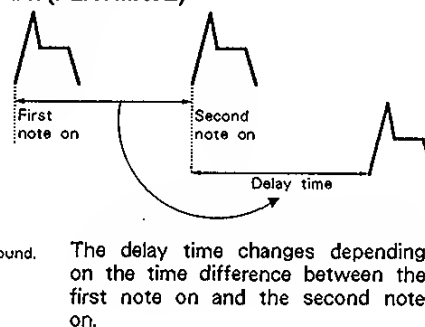 First
note on
Second
note on
Delay time
The delay time changes depending
on the time difference between the
first note on and the second note
on.